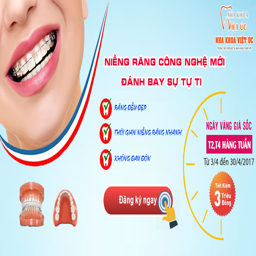 NHA KHOA VIỆT ÚC
NIỀNG RĂNG CÔNG NGHỆ MỚI
ĐÁNH BAY SỰ TỰ TI
RĂNG ĐỀU ĐẸP
THỜI GIAN NIỀNG RĂNG NHANH
KHÔNG ĐAU ĐỚN
NGÀY VÀNG GIÁ SỐC
T2,T4 HÀNG TUẦN
Từ 3/4 đến 30/4/2017
Tiết Kiệm
3 Triệu Đồng
Đăng ký ngay